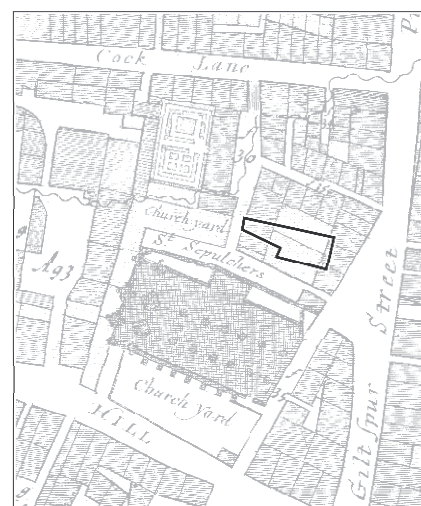 Cock Lane
36
Church yard
St Sepulchers
A93
Church Yard
HILL
Gilt Spur Street